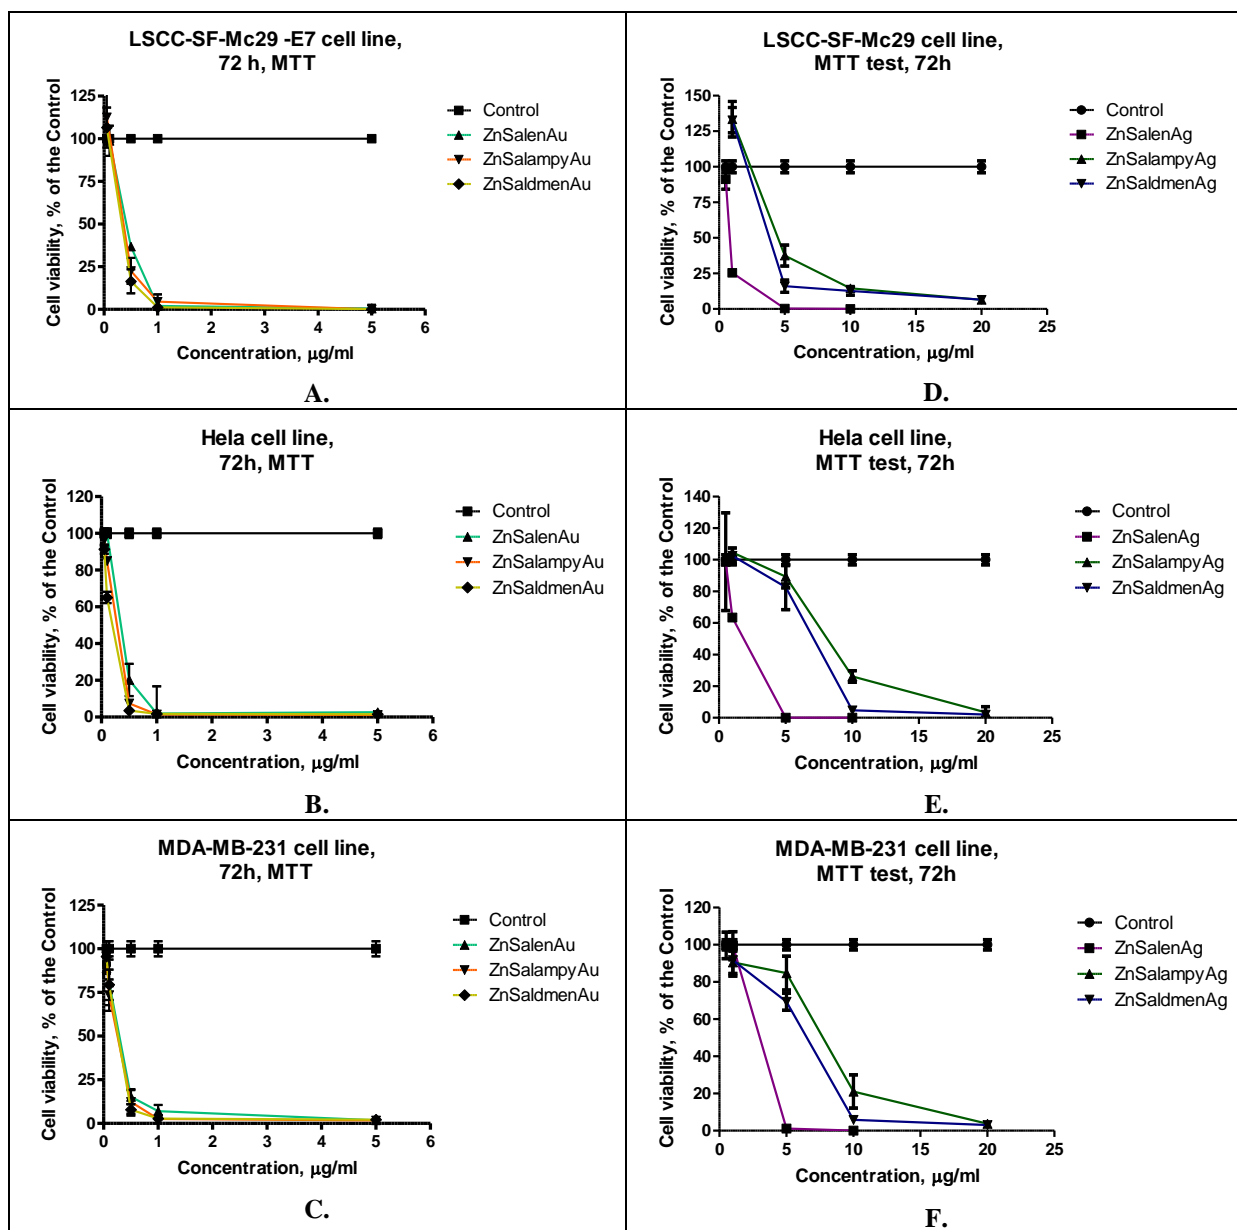 LSCC-SF-Mc29 -E7 cell line,
72 h, MTT
Cell viability, % of the Control
125
100
75
50
25
0
0 1 2 3 4 5 6
Concentration, μg/ml
Control
ZnSalenAu
ZnSalampyAu
ZnSaldmenAu
A.
LSCC-SF-Mc29 cell line,
MTT test, 72h
Cell viability, % of the Control
150
125
100
75
50
25
0
0 5 10 15 20 25
Concentration, μg/ml
Control
ZnSalenAg
ZnSalampyAg
ZnSaldmenAg
D.
Hela cell line,
72h, MTT
Cell viability, % of the Control
120
100
80
60
40
20
0
0 1 2 3 4 5 6
Concentration, μg/ml
Control
ZnSalenAu
ZnSalampyAu
ZnSaldmenAu
B.
Hela cell line,
MTT test, 72h
Cell viability, % of the Control
140
120
100
80
60
40
20
0
0 5 10 15 20 25
Concentration, μg/ml
Control
ZnSalenAg
ZnSalampyAg
ZnSaldmenAg
E.
MDA-MB-231 cell line,
72h, MTT
Cell viability, % of the Control
125
100
75
50
25
0
0 1 2 3 4 5 6
Concentration, μg/ml
Control
ZnSalenAu
ZnSalampyAu
ZnSaldmenAu
C.
MDA-MB-231 cell line,
MTT test, 72h
Cell viability, % of the Control
120
100
80
60
40
20
0
0 5 10 15 20 25
Concentration, μg/ml
Control
ZnSalenAg
ZnSalampyAg
ZnSaldmenAg
F.